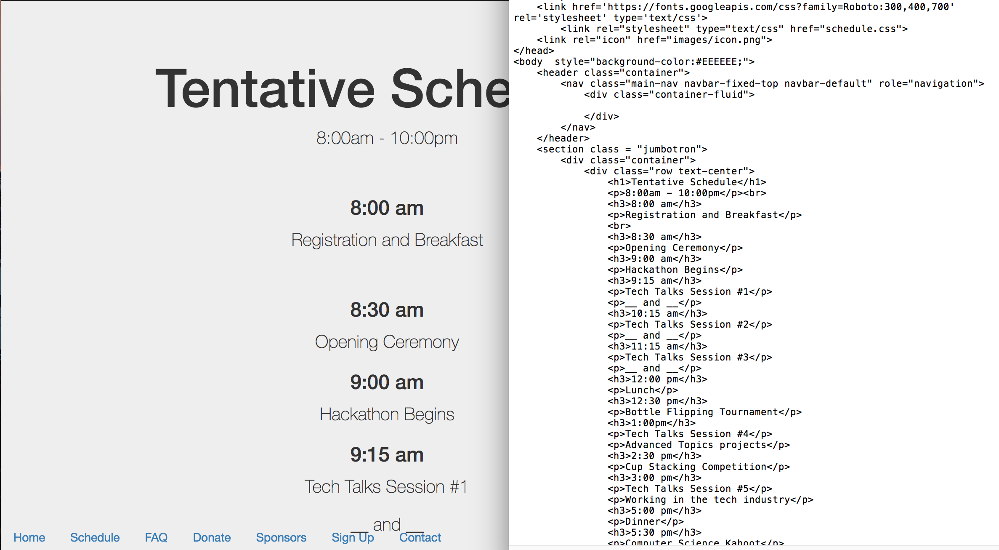 Tentative Sche
8:00am - 10:00pm
8:00 am
Registration and Breakfast
8:30 am
Opening Ceremony
9:00 am
Hackathon Begins
9:15 am
Tech Talks Session #1
__ and __
Home Schedule FAQ Donate Sponsors Sign Up Contact
<link href='https://fonts.googleapis.com/css?family=Roboto:300,400,700'
rel='stylesheet' type='text/css'>
<link rel="stylesheet" type="text/css" href="schedule.css">
<link rel="icon" href="images/icon.png">
</head>
<body  style="background-color:#EEEEEE;">
<header class="container">
<nav class="main-nav navbar-fixed-top navbar-default" role="navigation">
<div class="container-fluid">
</div>
</nav>
</header>
<section class = "jumbotron">
<div class="container">
<div class="row text-center">
<h1>Tentative Schedule</h1>
<p>8:00am - 10:00pm</p><br>
<h3>8:00 am</h3>
<p>Registration and Breakfast</p>
<br>
<h3>8:30 am</h3>
<p>Opening Ceremony</p>
<h3>9:00 am</h3>
<p>Hackathon Begins</p>
<h3>9:15 am</h3>
<p>Tech Talks Session #1</p>
<p>__ and __</p>
<h3>10:15 am</h3>
<p>Tech Talks Session #2</p>
<p>__ and __</p>
<h3>11:15 am</h3>
<p>Tech Talks Session #3</p>
<p>__ and __</p>
<h3>12:00 pm</h3>
<p>Lunch</p>
<h3>12:30 pm</h3>
<p>Bottle Flipping Tournament</p>
<h3>1:00pm</h3>
<p>Tech Talks Session #4</p>
<p>Advanced Topics projects</p>
<h3>2:30 pm</h3>
<p>Cup Stacking Competition</p>
<h3>3:00 pm</h3>
<p>Tech Talks Session #5</p>
<p>Working in the tech industry</p>
<h3>5:00 pm</h3>
<p>Dinner</p>
<h3>5:30 pm</h3>
<p>Computer Science Kahoot</p>